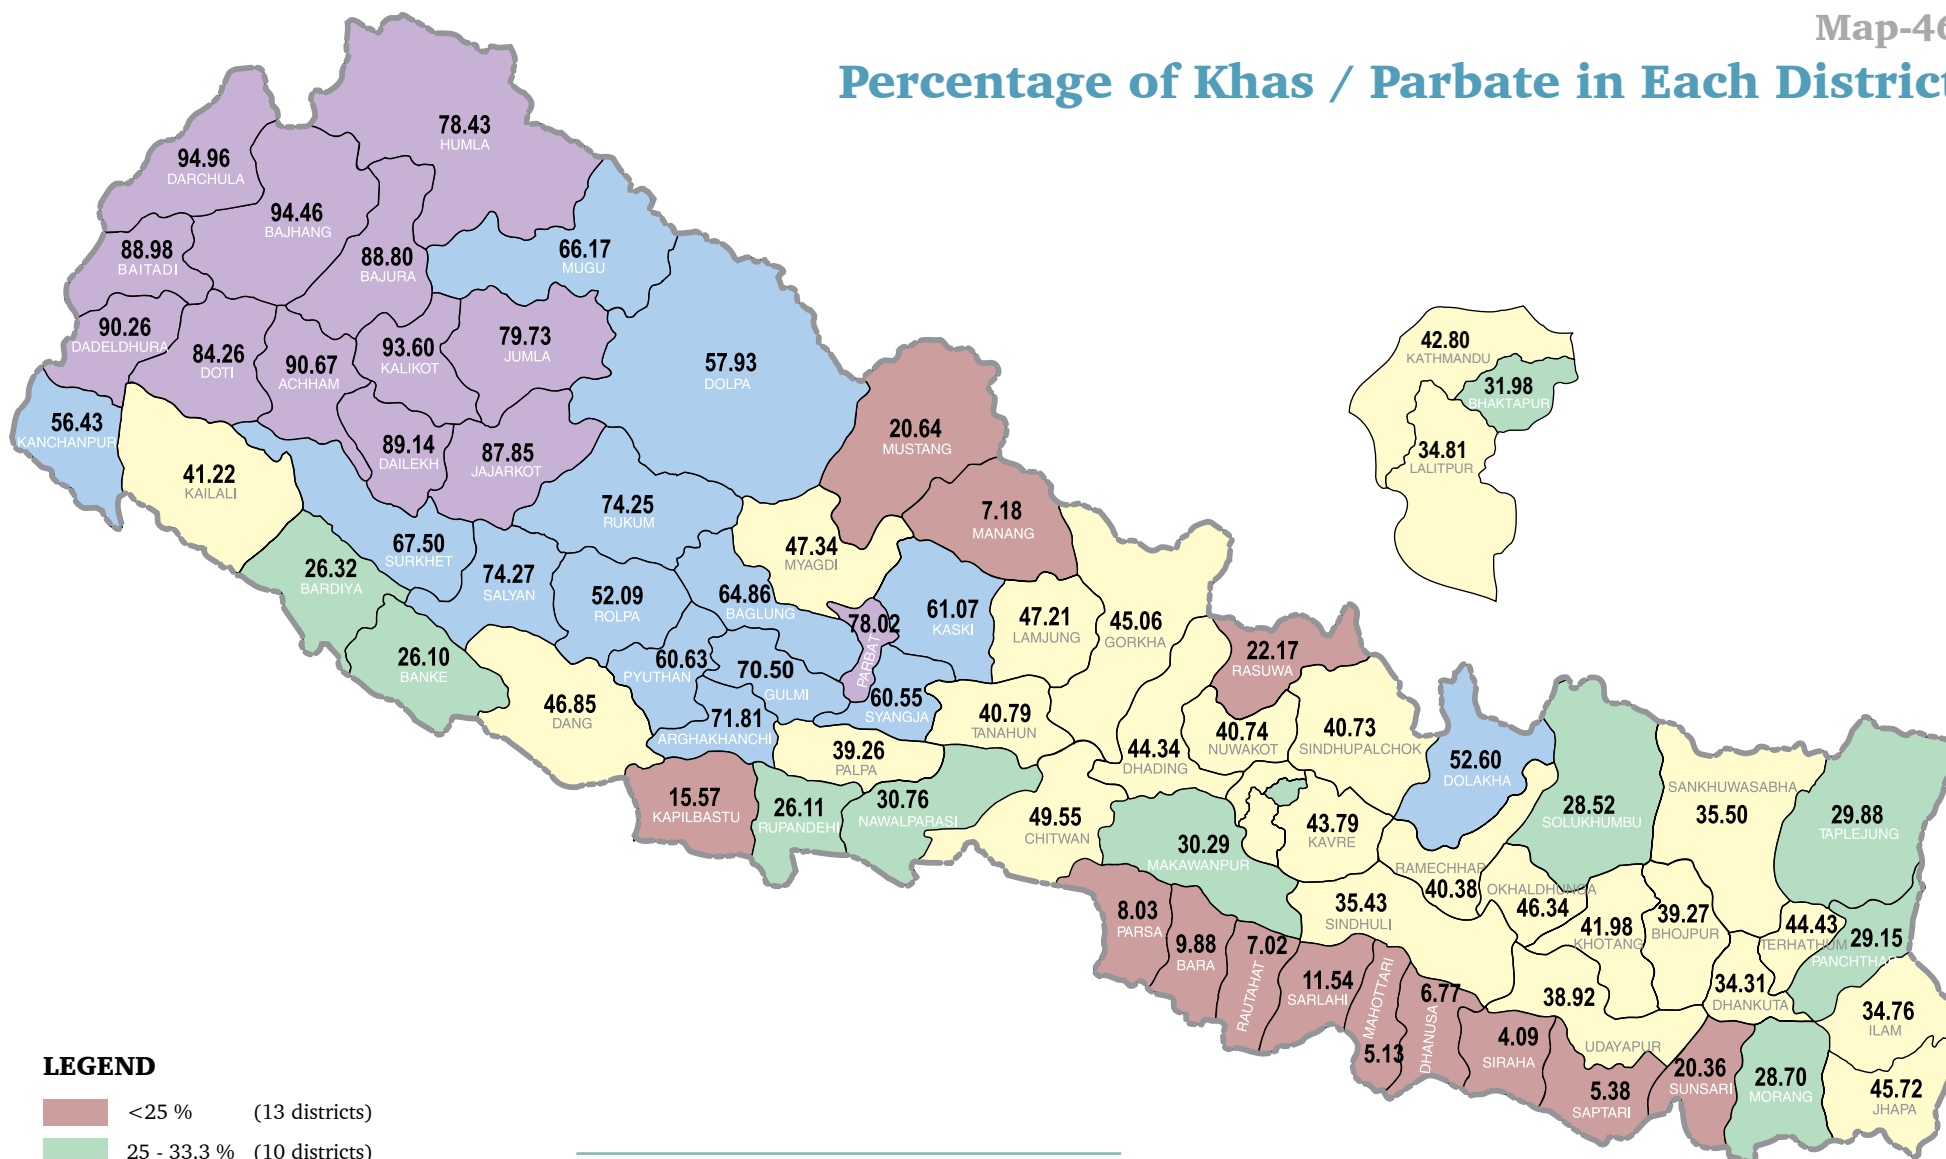 Map-46
Percentage of Khas / Parbate in Each District
78.43
HUMLA
94.96
DARCHULA
94.46
BAJHANG
88.98
BAITADI
88.80
BAJURA
66.17
MUGU
90.26
DADELDHURA
84.26
DOTI
90.67
ACHHAM
93.60
KALIKOT
79.73
JUMLA
57.93
DOLPA
56.43
KANCHANPUR
41.22
KAILALI
89.14
DAILEKH
87.85
JAJARKOT
20.64
MUSTANG
7.18
MANANG
42.80
KATHMANDU
31.98
BHAKTAPUR
34.81
LALITPUR
26.32
BARDIYA
67.50
SURKHET
74.25
RUKUM
74.27
SALYAN
52.09
ROLPA
64.86
BAGLUNG
47.34
MYAGDI
78.02
PARBAT
61.07
KASKI
47.21
LAMJUNG
45.06
GORKHA
26.10
BANKE
46.85
DANG
60.63
PYUTHAN
70.50
GULMI
71.81
ARGHAKHANCHI
60.55
SYANGJA
40.79
TANAHUN
22.17
RASUWA
40.74
NUWAKOT
40.73
SINDHUPALCHOK
44.34
DHADING
39.26
PALPA
15.57
KAPILBASTU
26.11
RUPANDEHI
30.76
NAWALPARASI
49.55
CHITWAN
30.29
MAKAWANPUR
43.79
KAVRE
52.60
DOLAKHA
28.52
SOLUKHUMBU
SANKHUWASABHA
35.50
29.88
TAPLEJUNG
RAMECHHAP
40.38
OKHALDHUNGA
46.34
41.98
KHOTANG
39.27
BHOJPUR
44.43
TERHATHUM
29.15
PANCHTHAR
35.43
SINDHULI
8.03
PARSA
9.88
BARA
7.02
RAUTAHAT
11.54
SARLAHI
MAHOTTARI
5.13
6.77
DHANUSA
4.09
SIRAHA
38.92
UDAYAPUR
5.38
SAPTARI
20.36
SUNSARI
34.31
DHANKUTA
28.70
MORANG
34.76
ILAM
45.72
JHAPA
LEGEND
<25 % (13 districts)
25 - 33.3 % (10 districts)